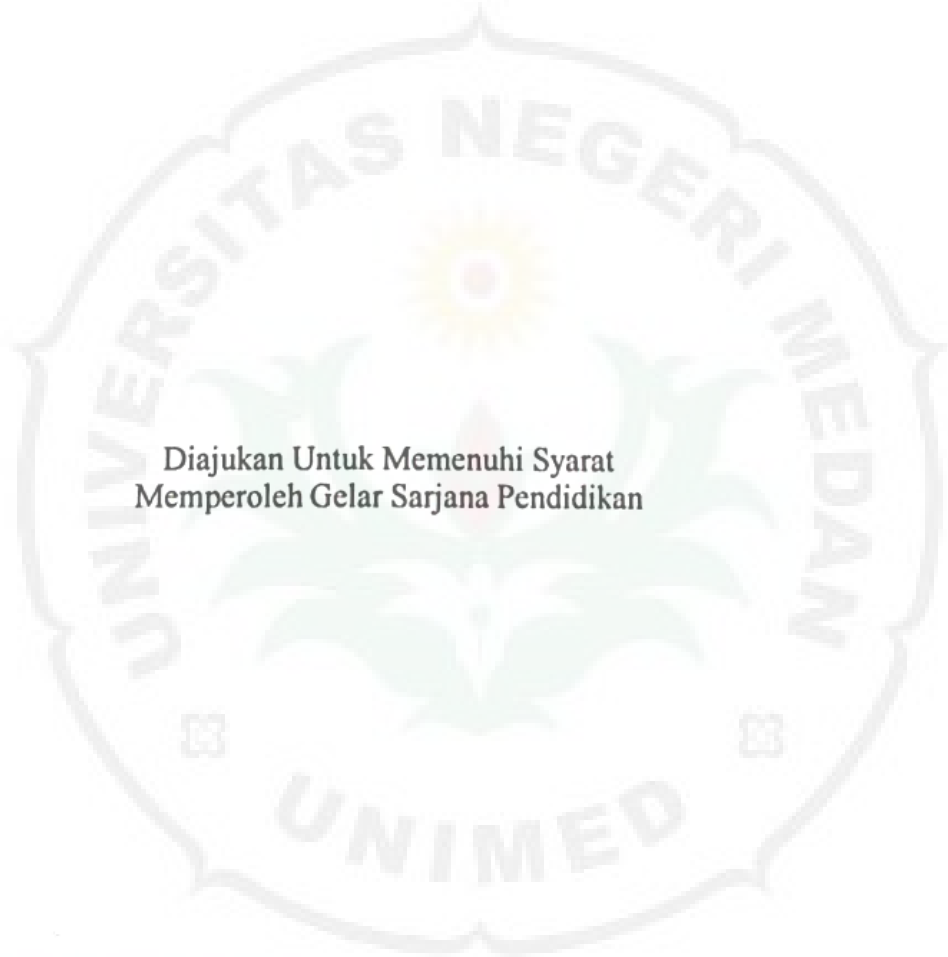 UNIVERSITAS NEGERI MEDAN
Diajukan Untuk Memenuhi Syarat
Memperoleh Gelar Sarjana Pendidikan
UNIMED